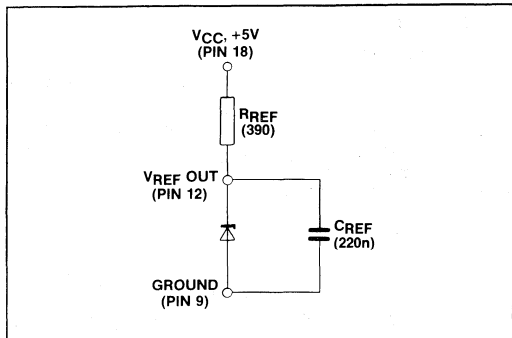 VCC, +5V
(PIN 18)
RREF
(390)
VREF OUT
(PIN 12)
CREF
(220n)
GROUND
(PIN 9)